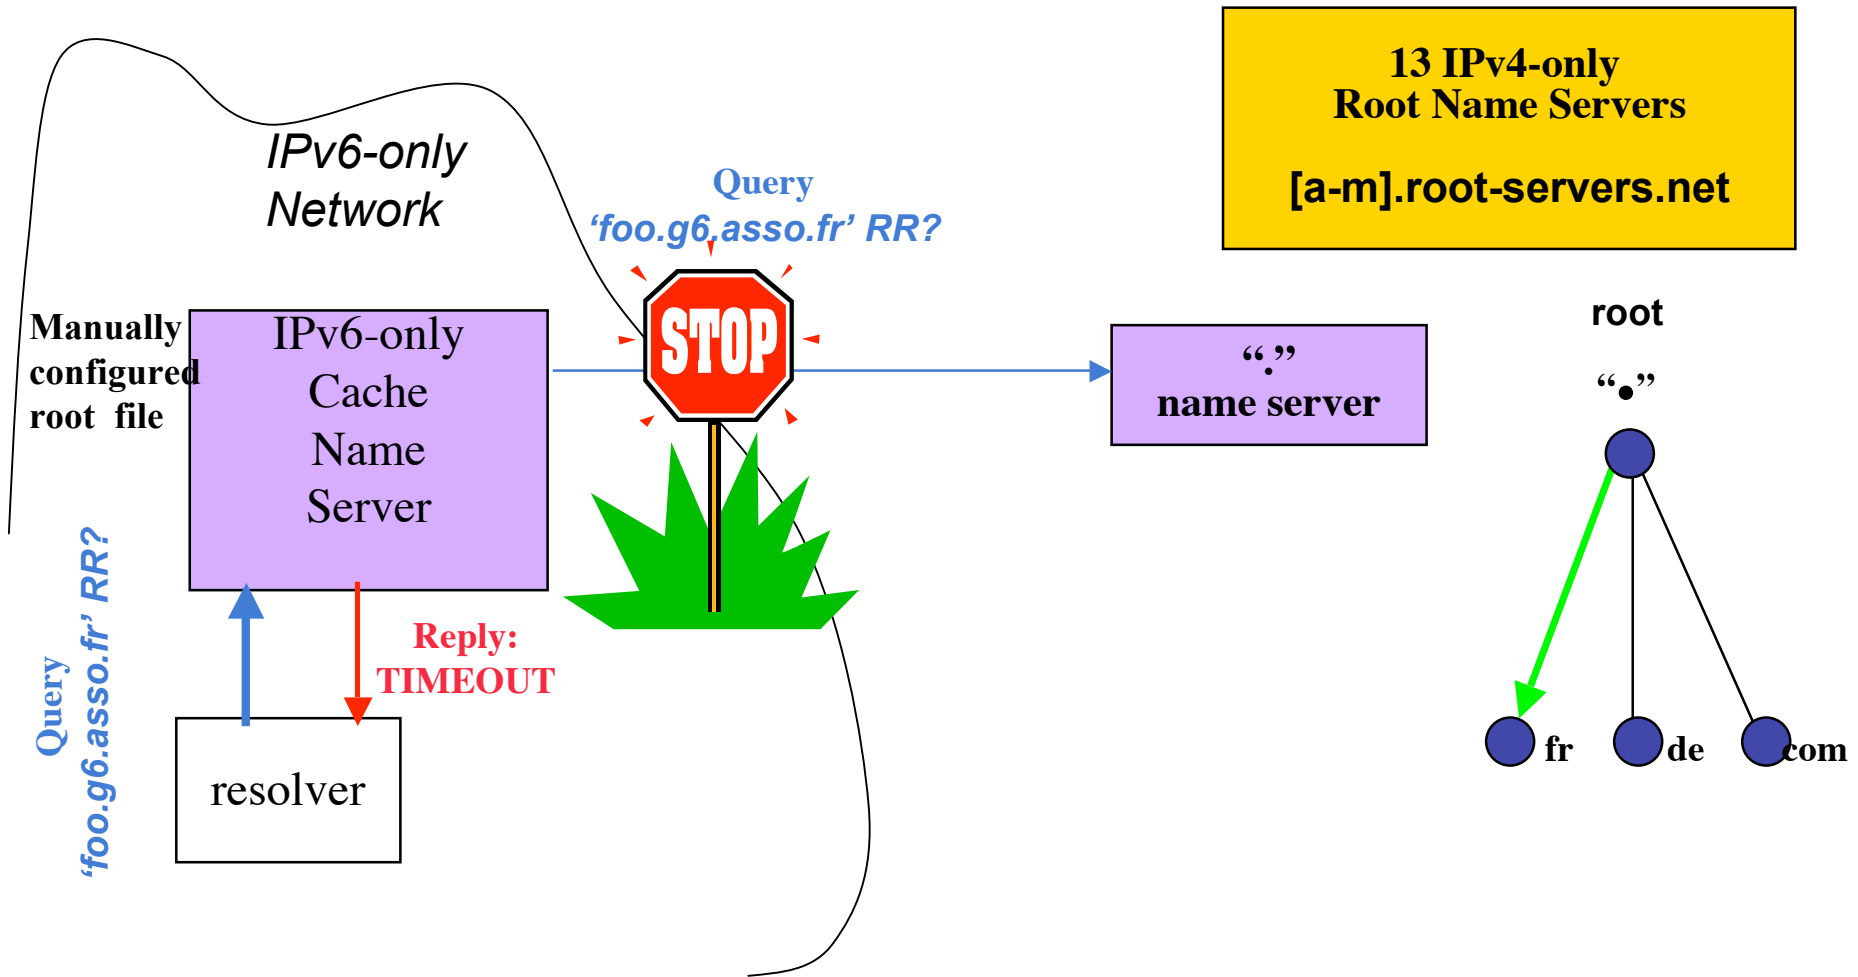 13 IPv4-only
Root Name Servers
[a-m].root-servers.net
IPv6-only
Network
Query
‘foo.g6.asso.fr’ RR?
STOP
Manually
configured
root file
IPv6-only
Cache
Name
Server
“.”
name server
root
“•”
fr
de
com
Query
‘foo.g6.asso.fr’ RR?
Reply:
TIMEOUT
resolver